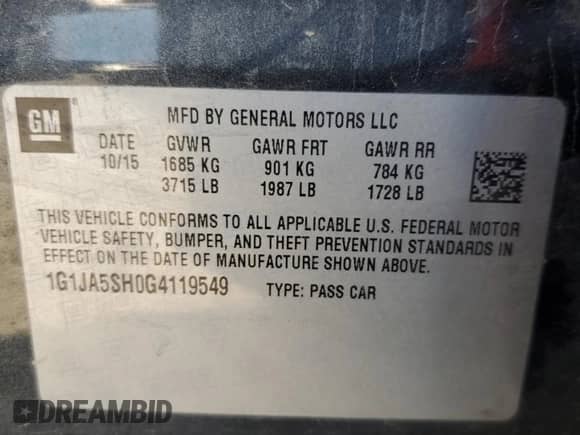 GM
MFD BY GENERAL MOTORS LLC
DATE GVWR GAWR FRT GAWR RR
10/15 1685 KG 901 KG 784 KG
3715 LB 1987 LB 1728 LB
THIS VEHICLE CONFORMS TO ALL APPLICABLE U.S. FEDERAL MOTOR
VEHICLE SAFETY, BUMPER, AND THEFT PREVENTION STANDARDS IN
EFFECT ON THE DATE OF MANUFACTURE SHOWN ABOVE.
1G1JA5SH0G4119549 TYPE: PASS CAR
DREAMBID